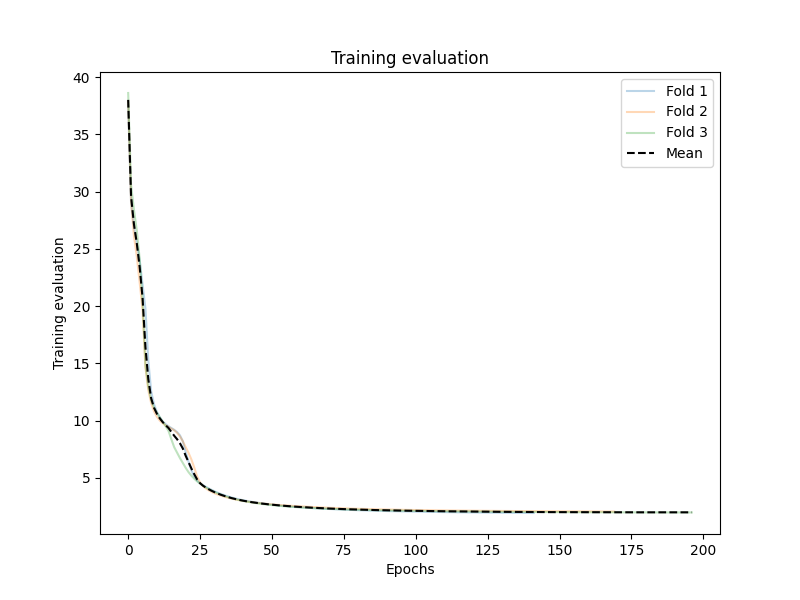 Training evaluation
40
35
30
25
20
15
10
5
Training evaluation
Fold 1
Fold 2
Fold 3
Mean
0 25 50 75 100 125 150 175 200
Epochs